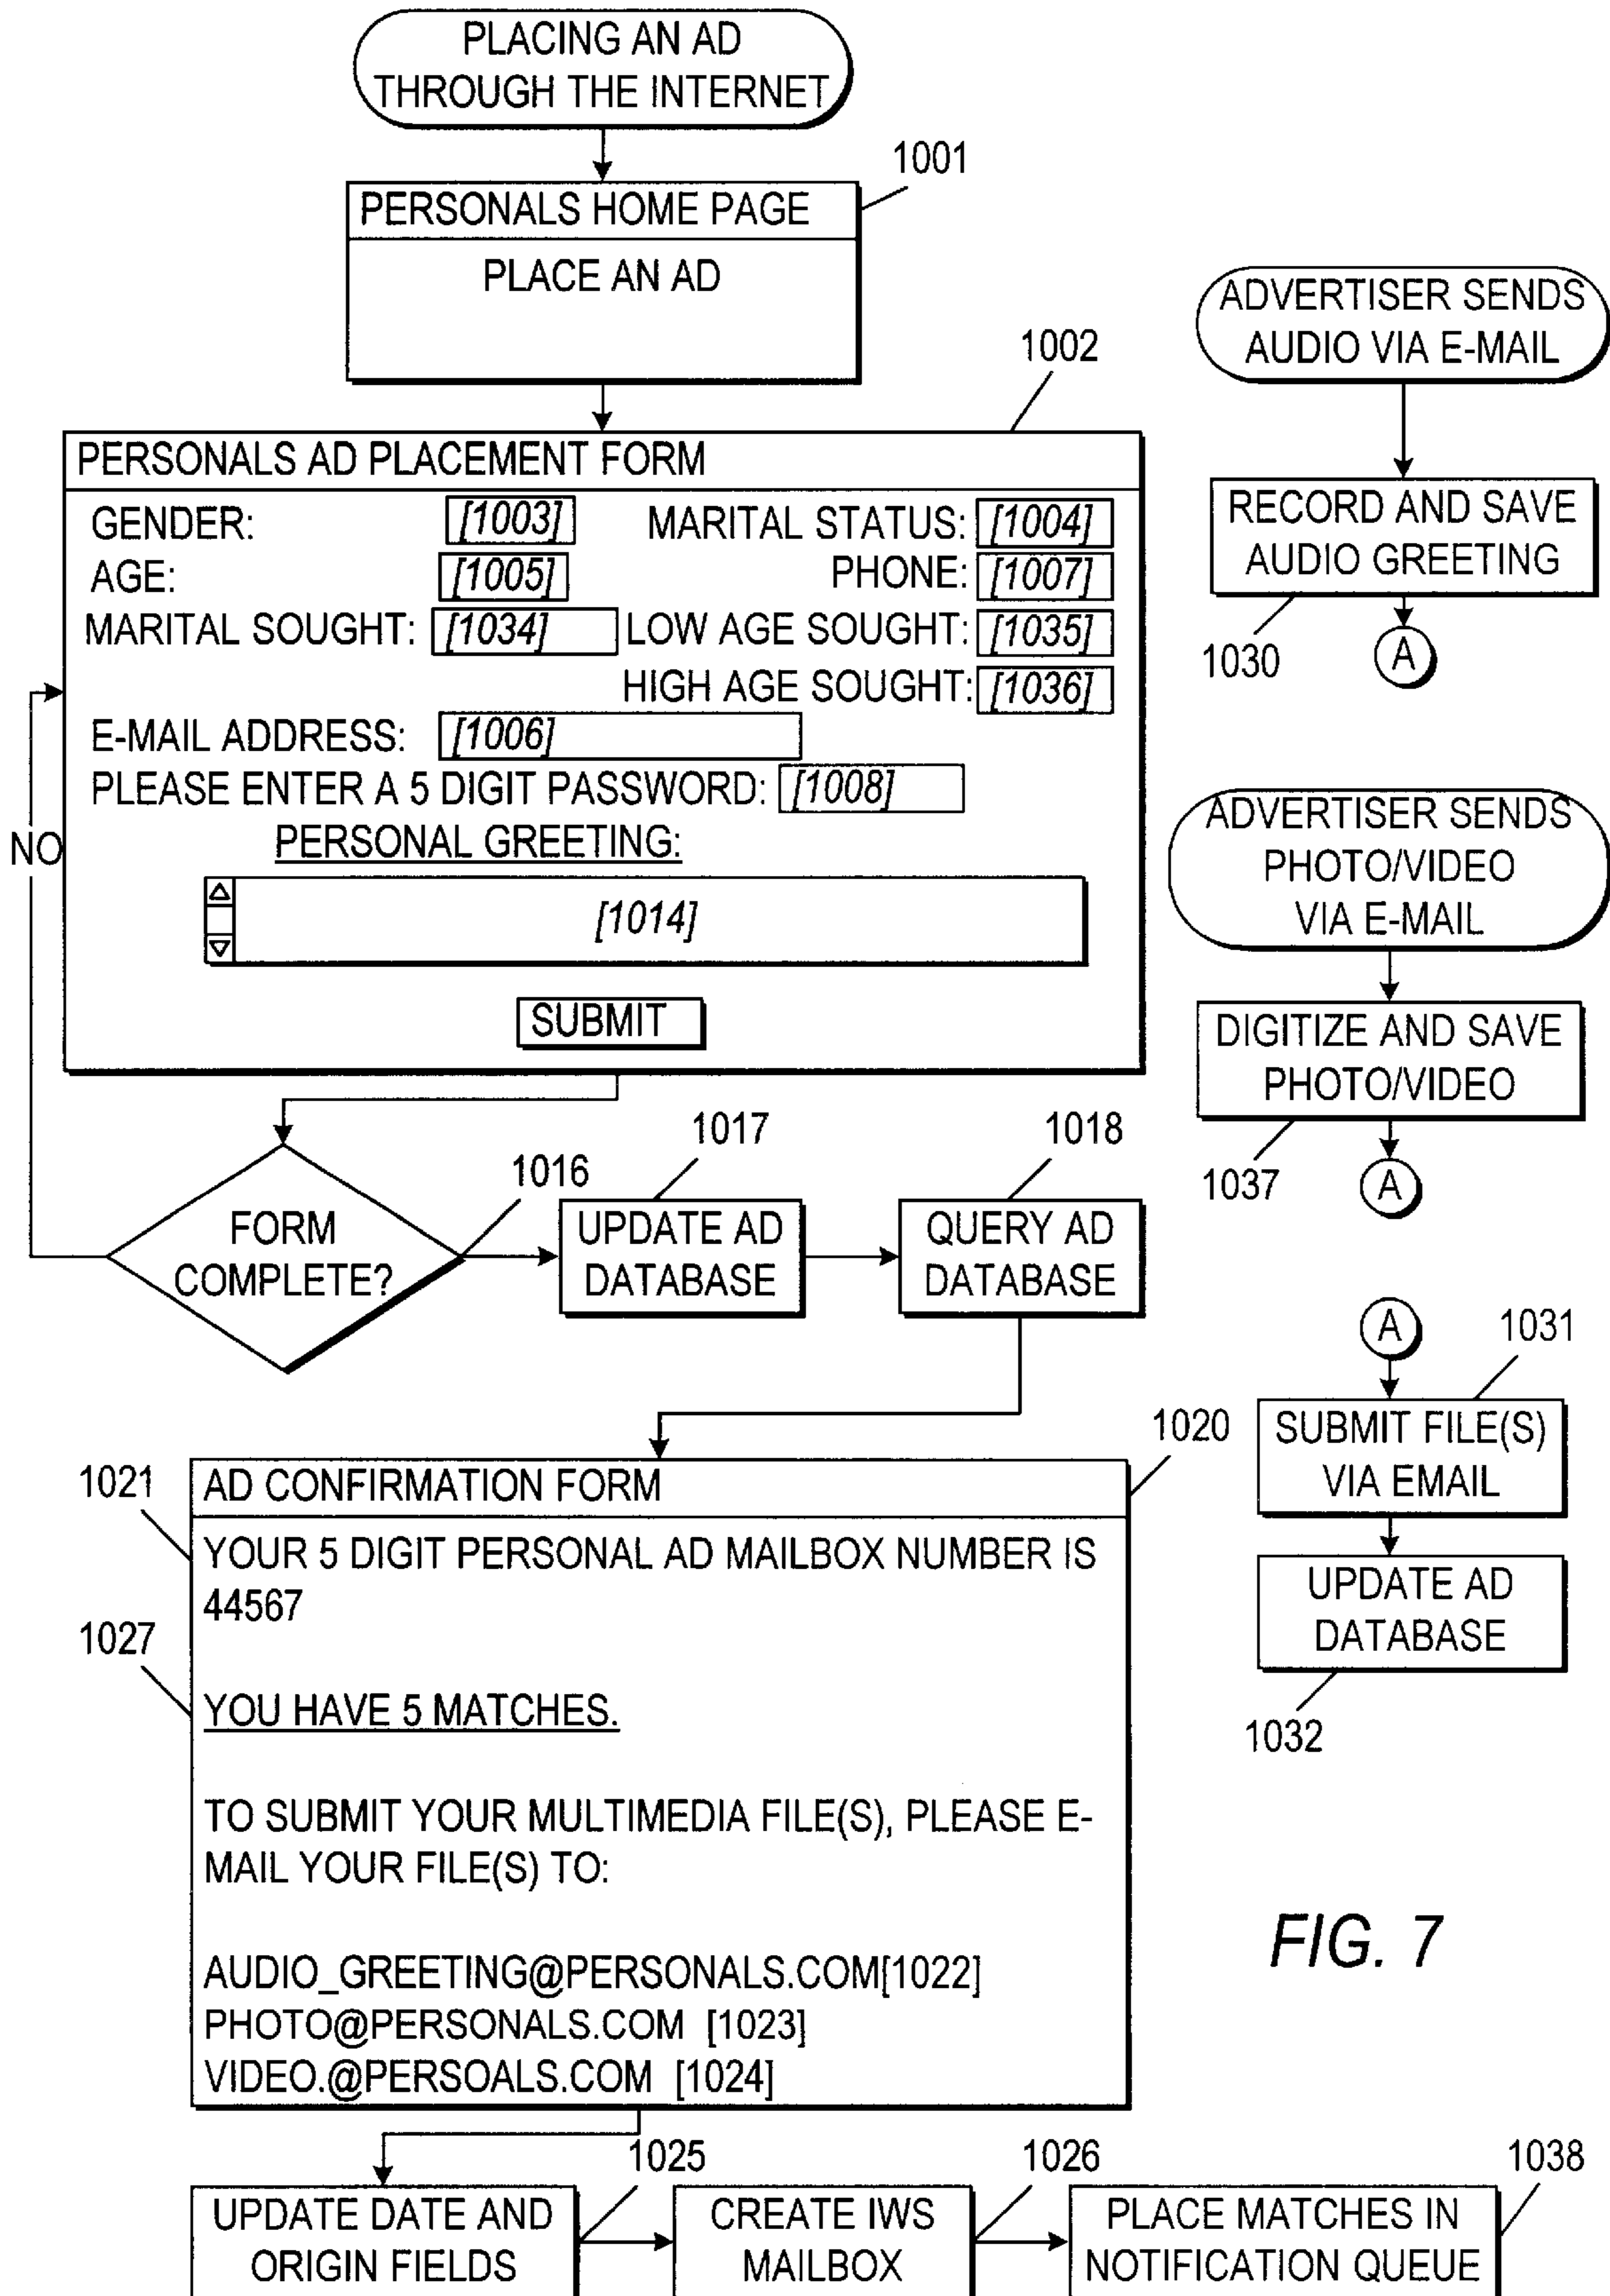 PLACING AN AD
THROUGH THE INTERNET
1001
PERSONALS HOME PAGE
PLACE AN AD
1002
PERSONALS AD PLACEMENT FORM
GENDER: [1003] MARITAL STATUS: [1004]
AGE: [1005] PHONE: [1007]
MARITAL SOUGHT: [1034] LOW AGE SOUGHT: [1035]
HIGH AGE SOUGHT: [1036]
E-MAIL ADDRESS: [1006]
PLEASE ENTER A 5 DIGIT PASSWORD: [1008]
PERSONAL GREETING:
[1014]
SUBMIT
NO
FORM
COMPLETE?
1016
1017
UPDATE AD
DATABASE
1018
QUERY AD
DATABASE
1020
AD CONFIRMATION FORM
1021
YOUR 5 DIGIT PERSONAL AD MAILBOX NUMBER IS
44567
1027
YOU HAVE 5 MATCHES.
TO SUBMIT YOUR MULTIMEDIA FILE(S), PLEASE E-
MAIL YOUR FILE(S) TO:
AUDIO_GREETING@PERSONALS.COM[1022]
PHOTO@PERSONALS.COM [1023]
VIDEO.@PERSOALS.COM [1024]
1025
UPDATE DATE AND
ORIGIN FIELDS
1026
CREATE IWS
MAILBOX
1038
PLACE MATCHES IN
NOTIFICATION QUEUE
ADVERTISER SENDS
AUDIO VIA E-MAIL
RECORD AND SAVE
AUDIO GREETING
1030
A
ADVERTISER SENDS
PHOTO/VIDEO
VIA E-MAIL
DIGITIZE AND SAVE
PHOTO/VIDEO
1037
A
A
1031
SUBMIT FILE(S)
VIA EMAIL
UPDATE AD
DATABASE
1032
FIG. 7